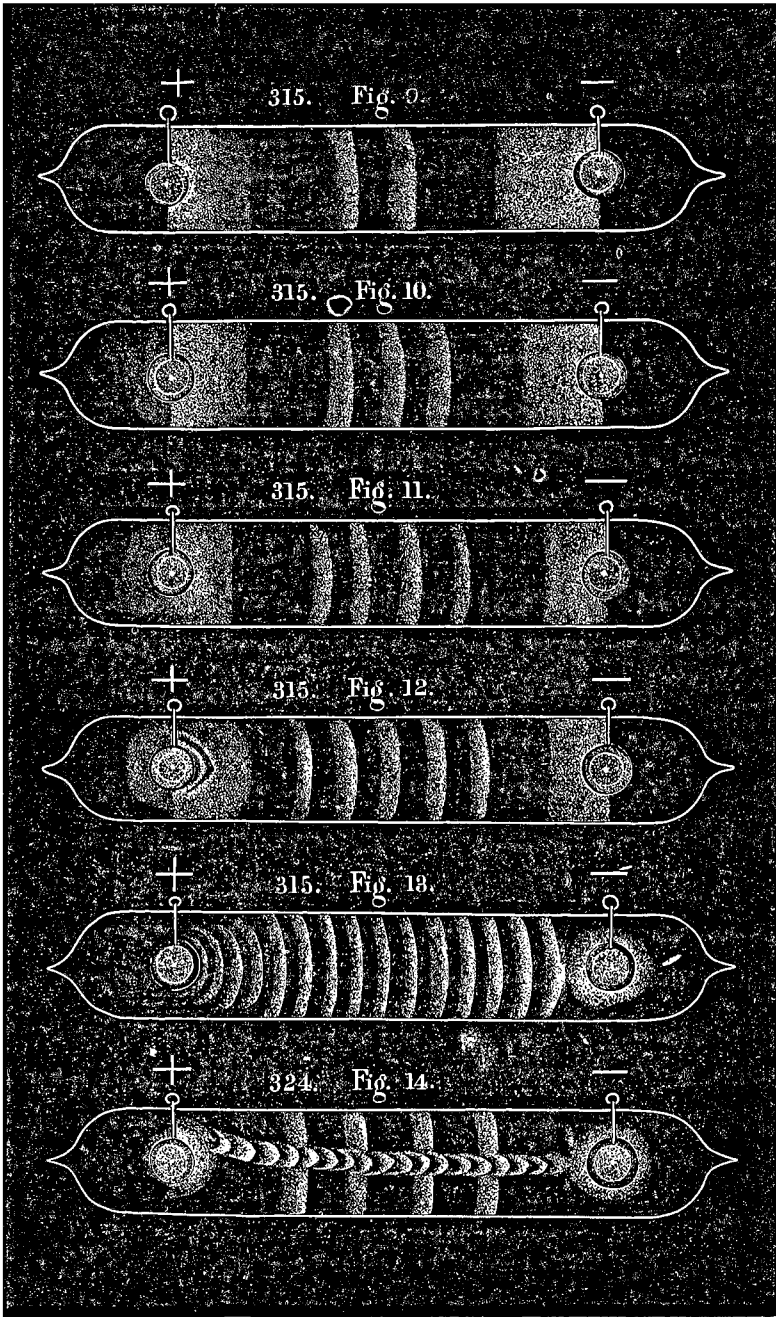 + −
315. Fig. 9.
+ −
315. Fig. 10.
+ −
315. Fig. 11.
+ −
315. Fig. 12.
+ −
315. Fig. 13.
+ −
324. Fig. 14.